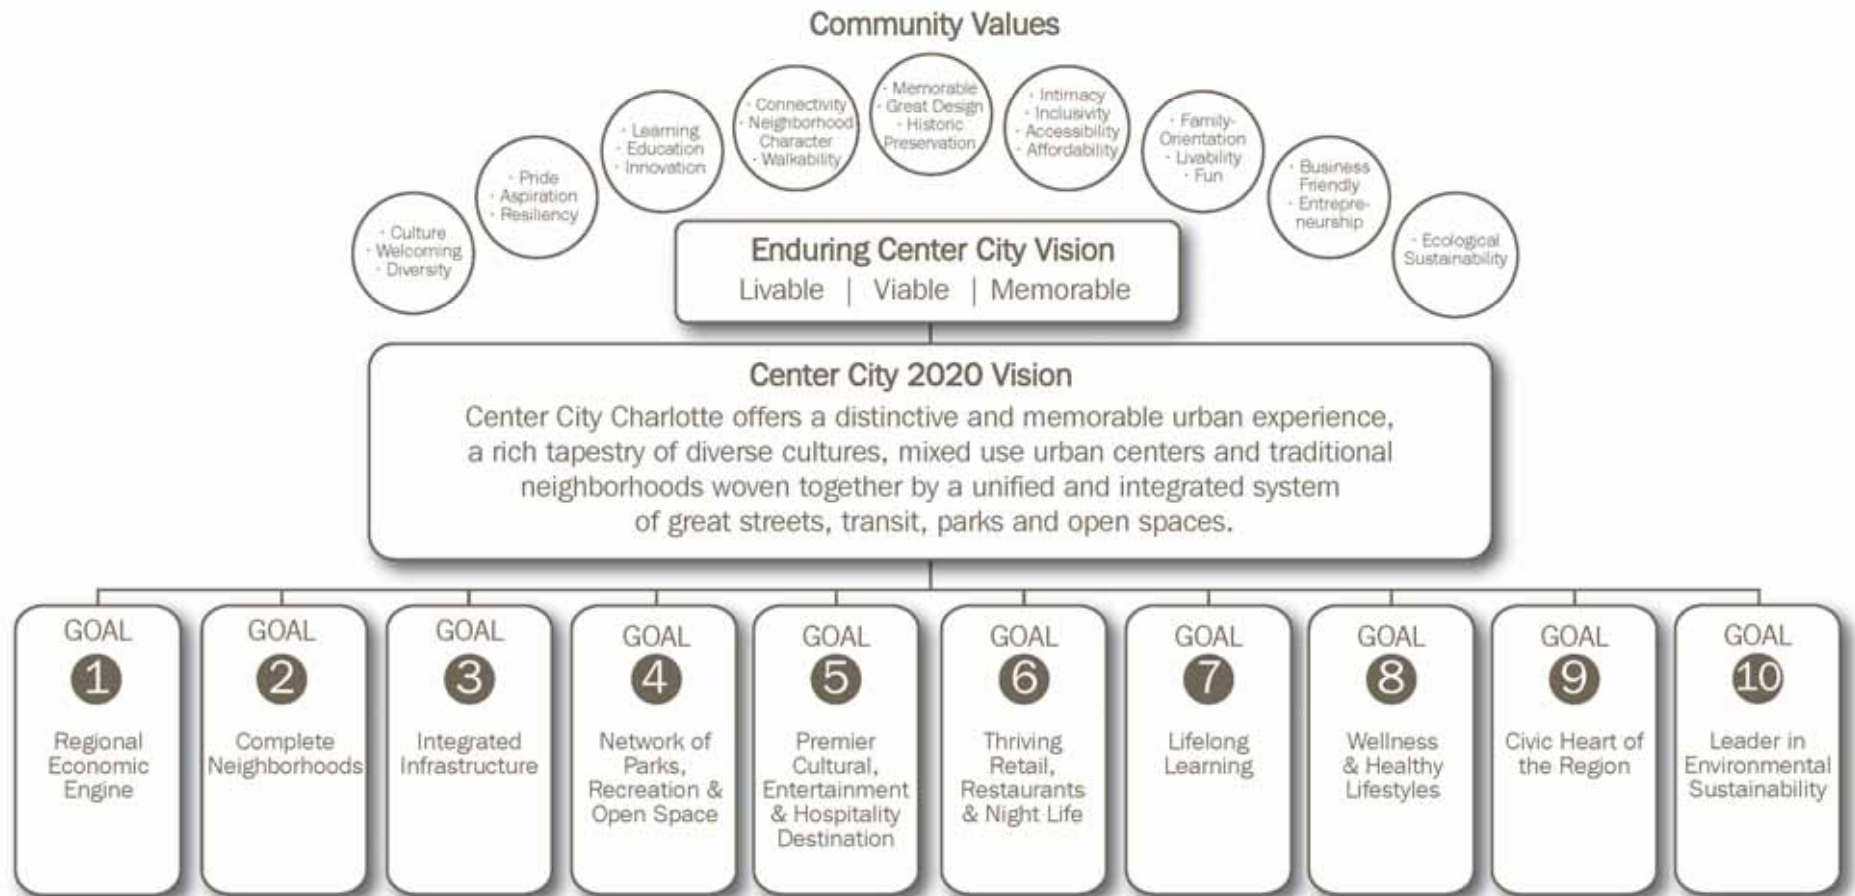 Community Values
· Culture
· Welcoming
· Diversity
· Pride
· Aspiration
· Resiliency
· Learning
· Education
· Innovation
· Connectivity
· Neighborhood
Character
· Walkability
· Memorable
· Great Design
· Historic
Preservation
· Intimacy
· Inclusivity
· Accessibility
· Affordability
· Family-
Orientation
· Livability
· Fun
· Business
Friendly
· Entrepre-
neurship
· Ecological
Sustainability
Enduring Center City Vision
Livable | Viable | Memorable
Center City 2020 Vision
Center City Charlotte offers a distinctive and memorable urban experience,
a rich tapestry of diverse cultures, mixed use urban centers and traditional
neighborhoods woven together by a unified and integrated system
of great streets, transit, parks and open spaces.
GOAL
1
Regional
Economic
Engine
GOAL
2
Complete
Neighborhoods
GOAL
3
Integrated
Infrastructure
GOAL
4
Network of
Parks,
Recreation &
Open Space
GOAL
5
Premier
Cultural,
Entertainment
& Hospitality
Destination
GOAL
6
Thriving
Retail,
Restaurants
& Night Life
GOAL
7
Lifelong
Learning
GOAL
8
Wellness
& Healthy
Lifestyles
GOAL
9
Civic Heart of
the Region
GOAL
10
Leader in
Environmental
Sustainability